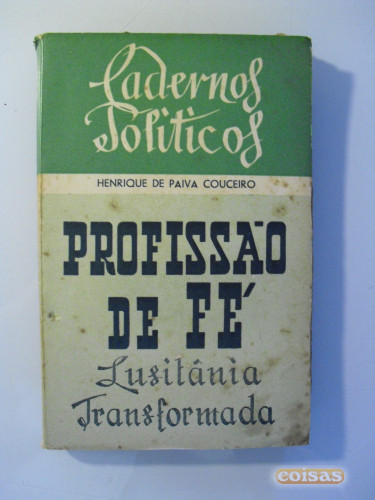 Cadernos
Políticos
HENRIQUE DE PAIVA COUCEIRO
PROFISSÃO
DE FÉ
Lusitânia
Transformada
coisas